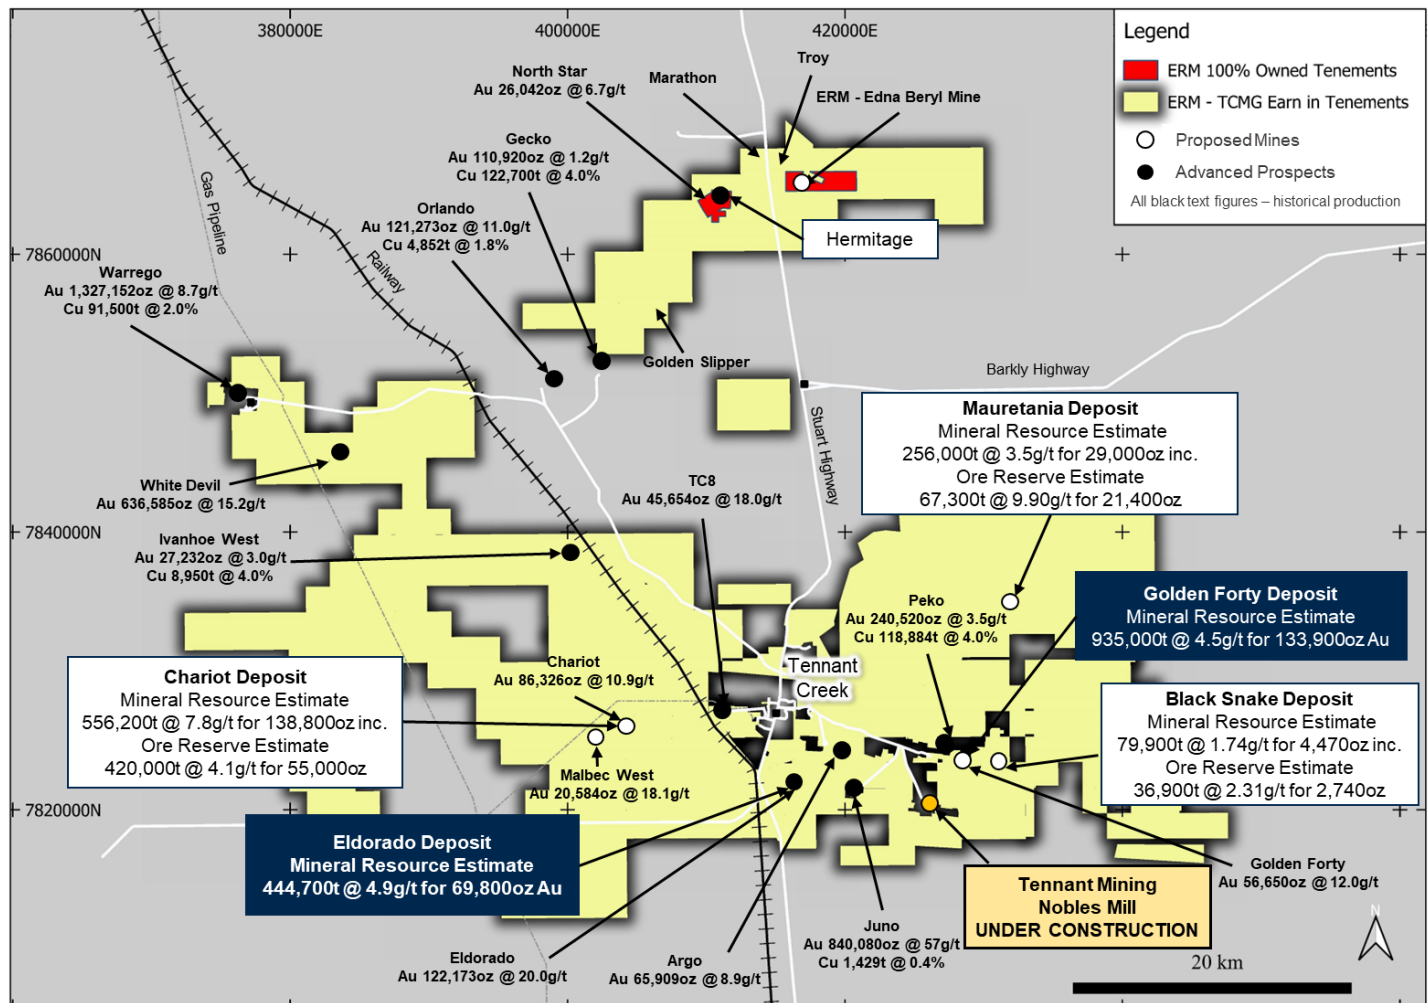 380000E
400000E
420000E
7860000N
7840000N
7820000N
Legend
ERM 100% Owned Tenements
ERM - TCMG Earn in Tenements
Proposed Mines
Advanced Prospects
All black text figures – historical production
North Star
Au 26,042oz @ 6.7g/t
Marathon
Troy
ERM - Edna Beryl Mine
Gecko
Au 110,920oz @ 1.2g/t
Cu 122,700t @ 4.0%
Orlando
Au 121,273oz @ 11.0g/t
Cu 4,852t @ 1.8%
Hermitage
Gas Pipeline
Railway
Warrego
Au 1,327,152oz @ 8.7g/t
Cu 91,500t @ 2.0%
Golden Slipper
Barkly Highway
Stuart Highway
Mauretania Deposit
Mineral Resource Estimate
256,000t @ 3.5g/t for 29,000oz inc.
Ore Reserve Estimate
67,300t @ 9.90g/t for 21,400oz
White Devil
Au 636,585oz @ 15.2g/t
TC8
Au 45,654oz @ 18.0g/t
Ivanhoe West
Au 27,232oz @ 3.0g/t
Cu 8,950t @ 4.0%
Peko
Au 240,520oz @ 3.5g/t
Cu 118,884t @ 4.0%
Golden Forty Deposit
Mineral Resource Estimate
935,000t @ 4.5g/t for 133,900oz Au
Tennant
Creek
Chariot
Au 86,326oz @ 10.9g/t
Chariot Deposit
Mineral Resource Estimate
556,200t @ 7.8g/t for 138,800oz inc.
Ore Reserve Estimate
420,000t @ 4.1g/t for 55,000oz
Black Snake Deposit
Mineral Resource Estimate
79,900t @ 1.74g/t for 4,470oz inc.
Ore Reserve Estimate
36,900t @ 2.31g/t for 2,740oz
Malbec West
Au 20,584oz @ 18.1g/t
Eldorado Deposit
Mineral Resource Estimate
444,700t @ 4.9g/t for 69,800oz Au
Golden Forty
Au 56,650oz @ 12.0g/t
Tennant Mining
Nobles Mill
UNDER CONSTRUCTION
Juno
Au 840,080oz @ 57g/t
Cu 1,429t @ 0.4%
Eldorado
Au 122,173oz @ 20.0g/t
Argo
Au 65,909oz @ 8.9g/t
N
20 km